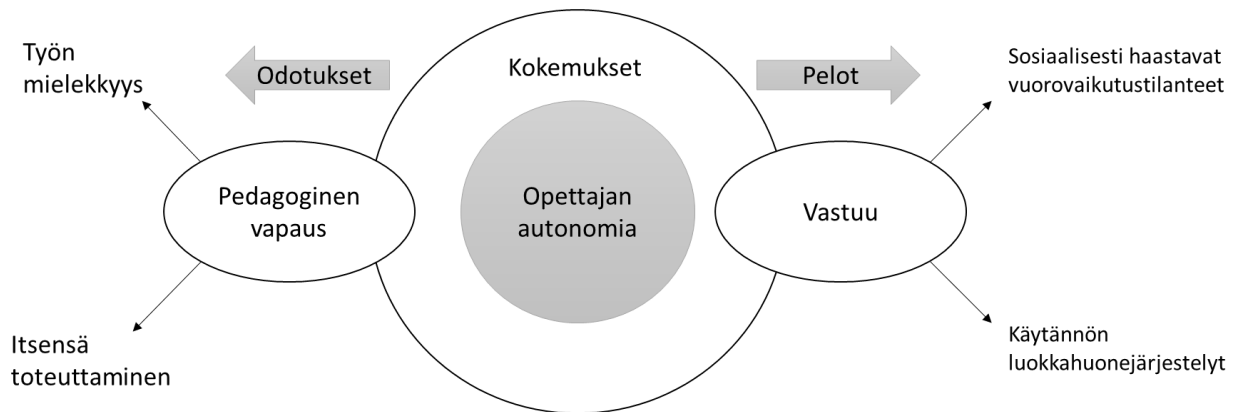 Työn
mielekkyys
Odotukset
Kokemukset
Pelot
Sosiaalisesti haastavat
vuorovaikutustilanteet
Pedagoginen
vapaus
Opettajan
autonomia
Vastuu
Itsensä
toteuttaminen
Käytännön
luokkahuonejärjestelyt